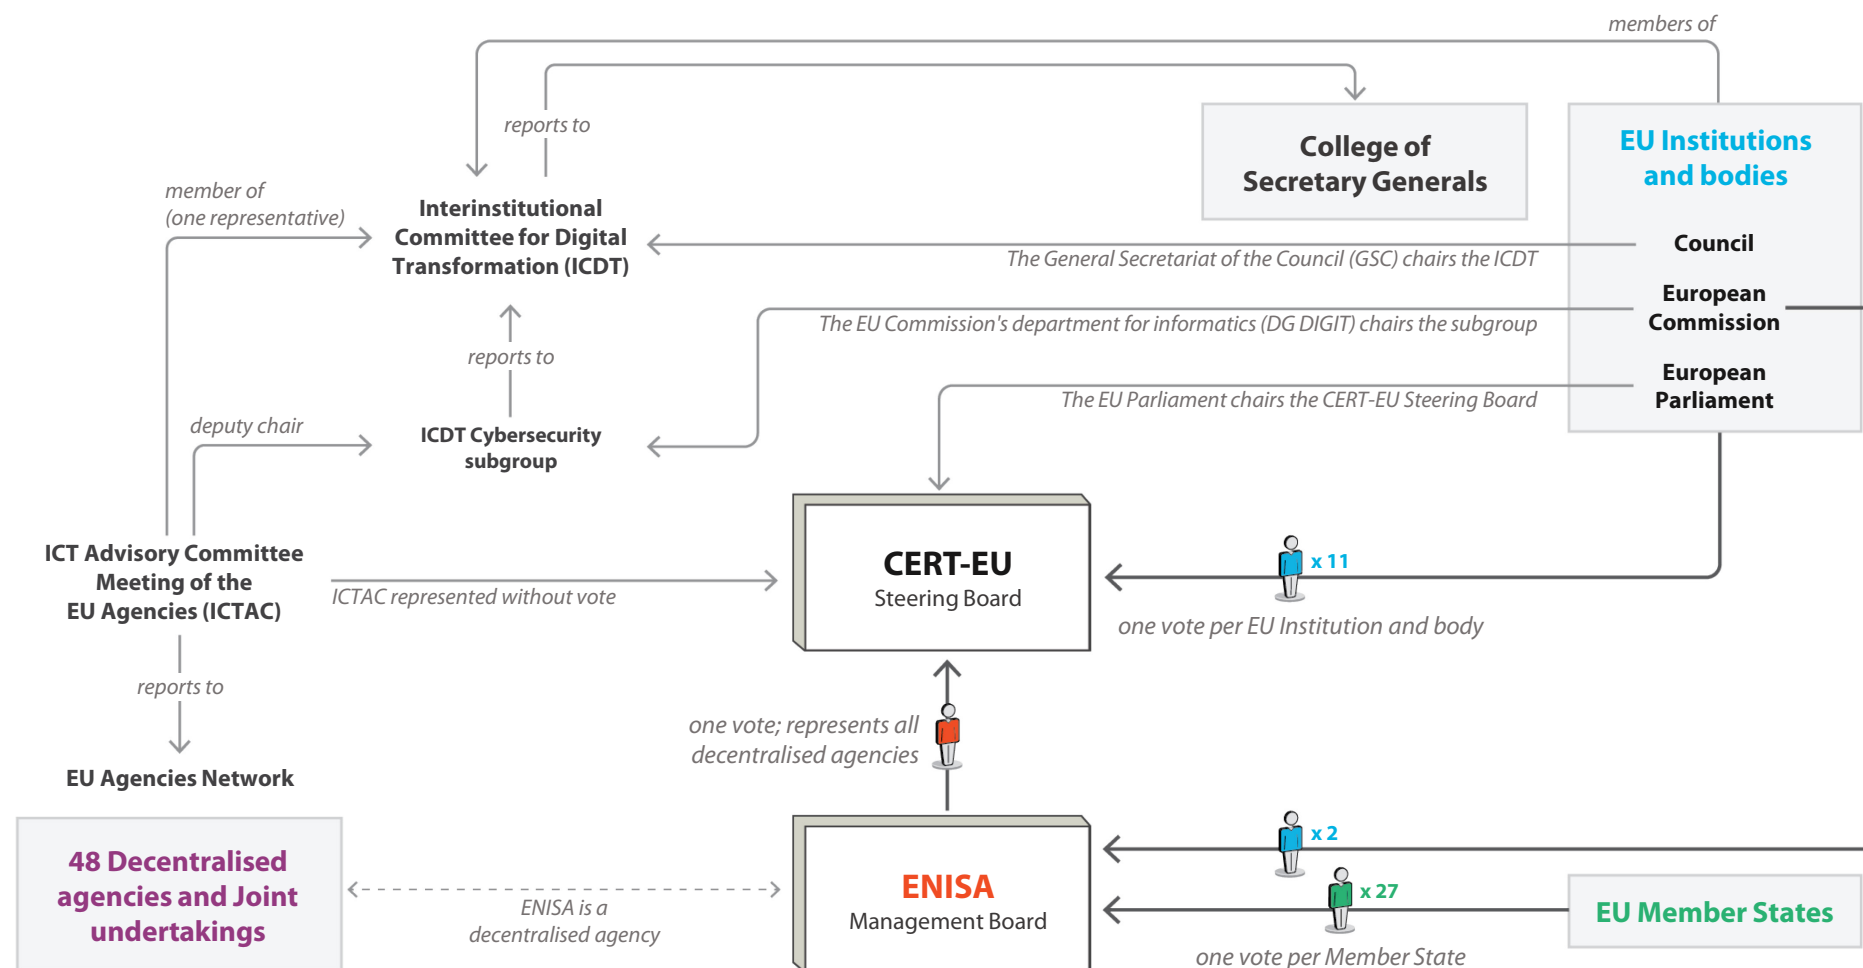 members of
reports to
College of
Secretary Generals
EU Institutions
and bodies
member of
(one representative)
Interinstitutional
Committee for Digital
Transformation (ICDT)
Council
The General Secretariat of the Council (GSC) chairs the ICDT
European
Commission
The EU Commission's department for informatics (DG DIGIT) chairs the subgroup
reports to
European
Parliament
The EU Parliament chairs the CERT-EU Steering Board
deputy chair
ICDT Cybersecurity
subgroup
ICT Advisory Committee
Meeting of the
EU Agencies (ICTAC)
ICTAC represented without vote
CERT-EU
Steering Board
x 11
one vote per EU Institution and body
reports to
one vote; represents all
decentralised agencies
EU Agencies Network
48 Decentralised
agencies and Joint
undertakings
ENISA is a
decentralised agency
ENISA
Management Board
x 2
x 27
EU Member States
one vote per Member State